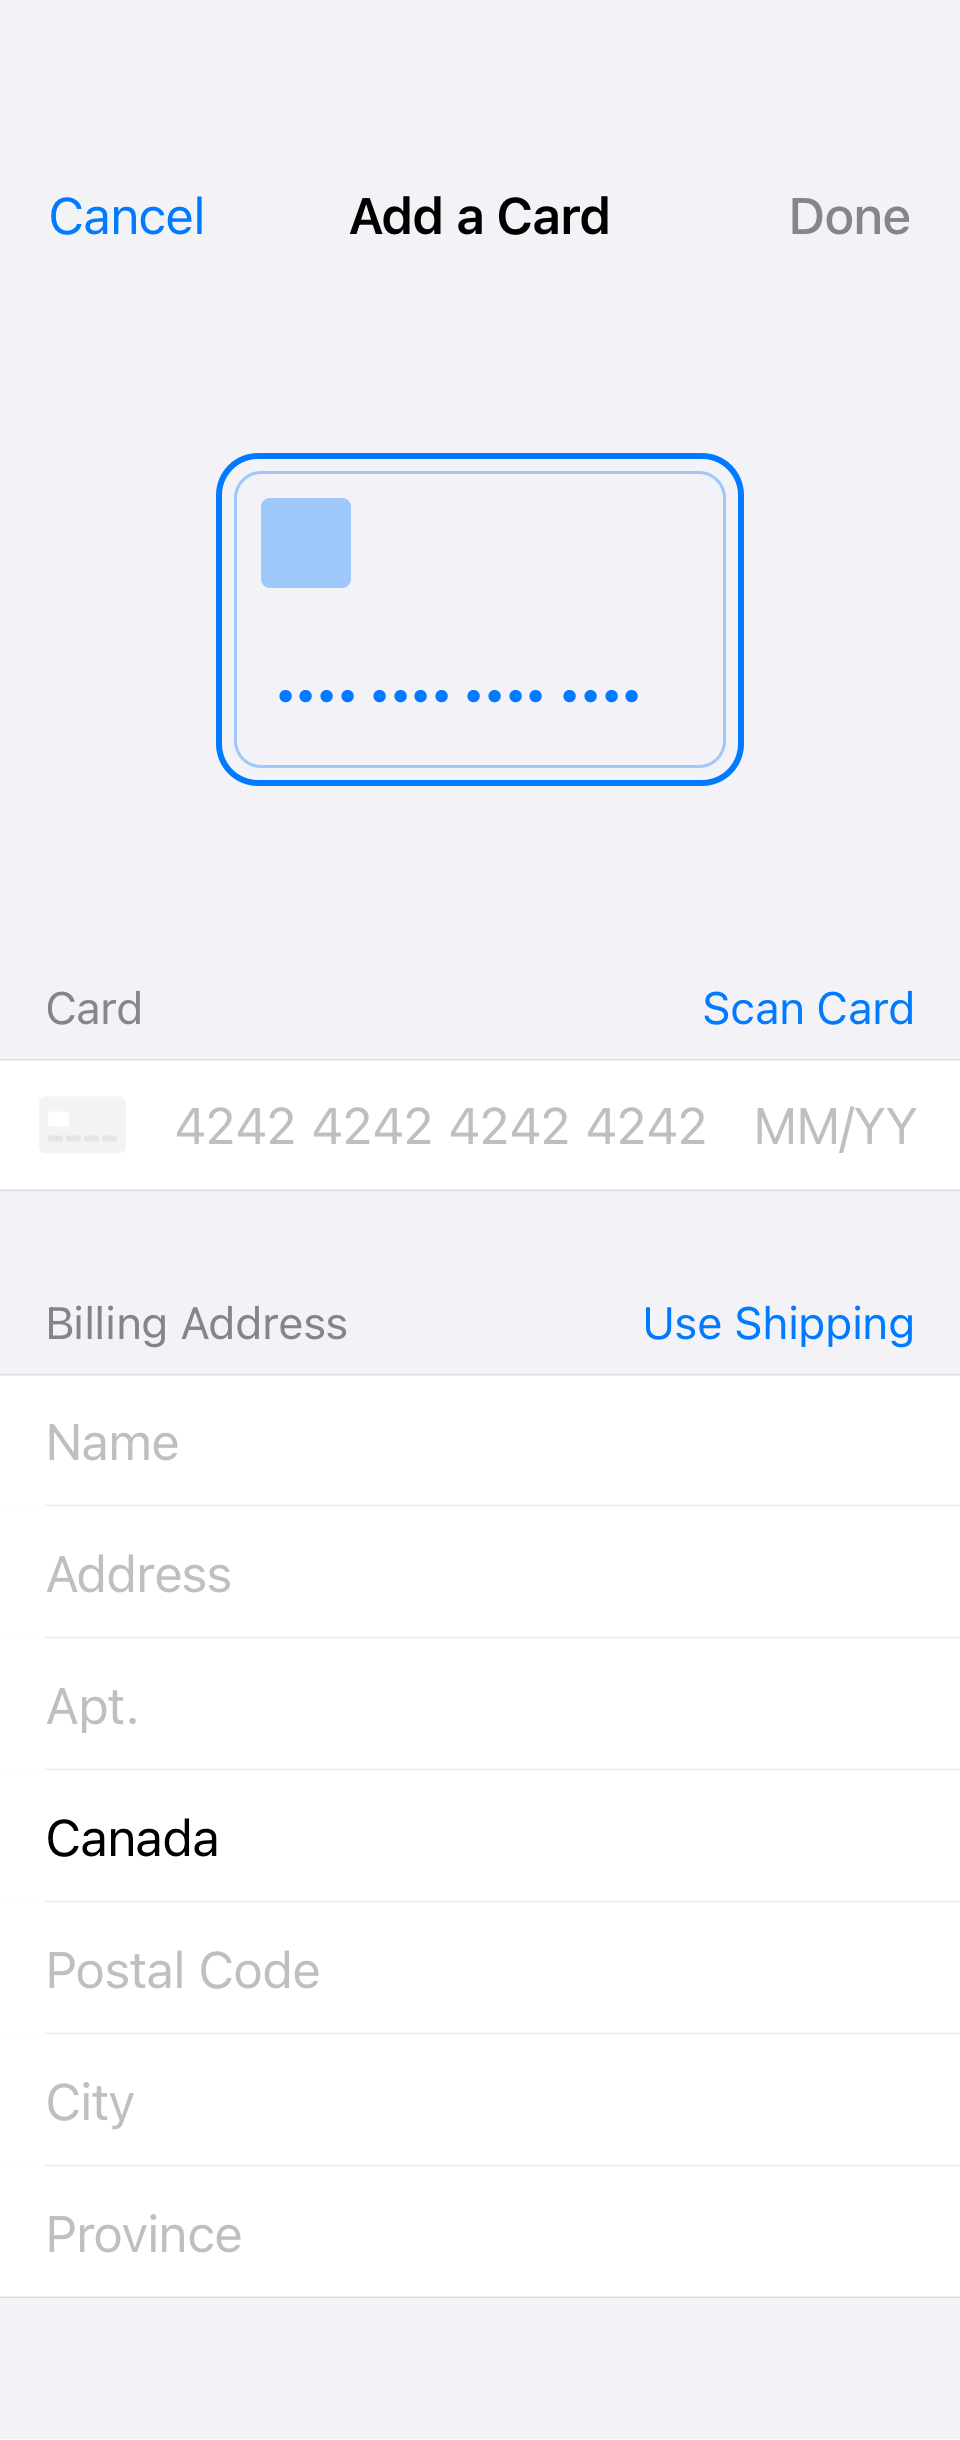 Cancel Add a Card Done
Card Scan Card
4242 4242 4242 4242 MM/YY
Billing Address Use Shipping
Name
Address
Apt.
Canada
Postal Code
City
Province